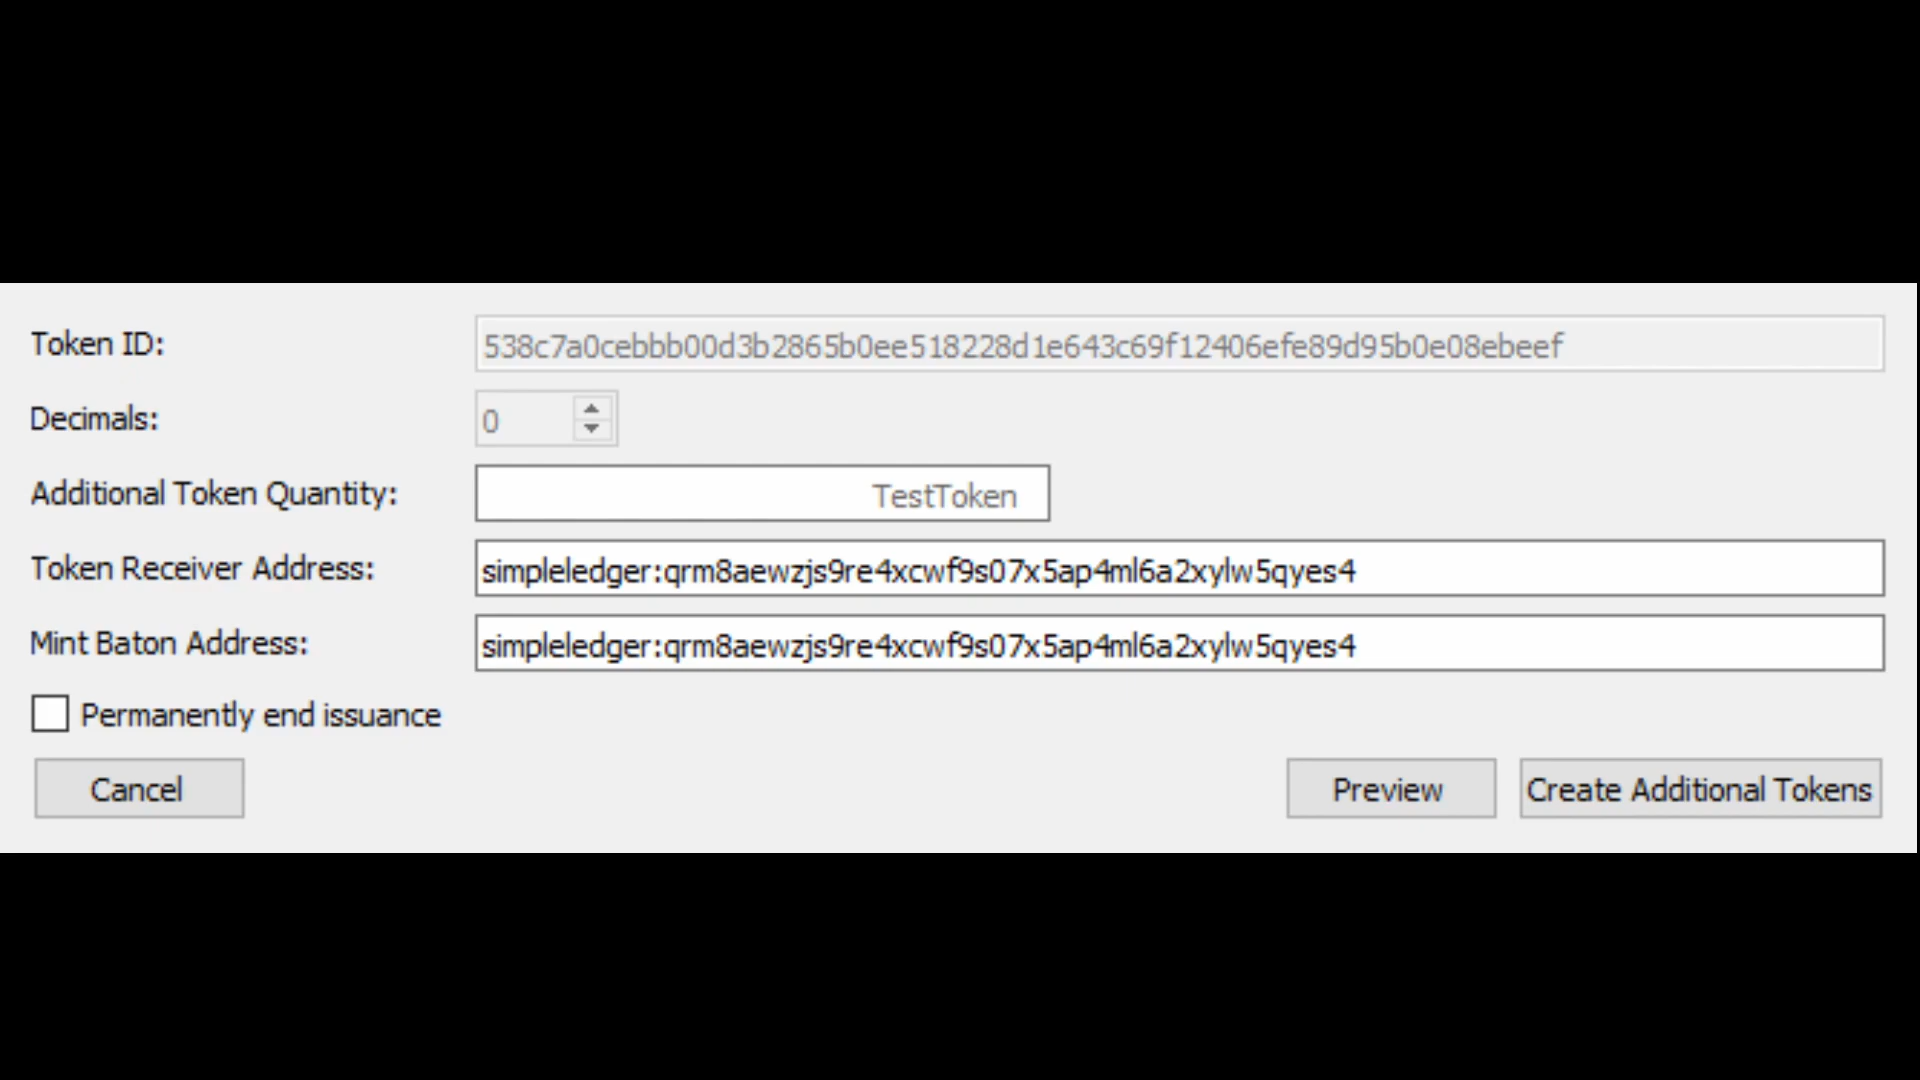 Token ID: 538c7a0cebbb00d3b2865b0ee518228d1e643c69f12406efe89d95b0e08ebeef
Decimals: 0
Additional Token Quantity: TestToken
Token Receiver Address: simpleledger:qrm8aewzjs9re4xcwf9s07x5ap4ml6a2xylw5qyes4
Mint Baton Address: simpleledger:qrm8aewzjs9re4xcwf9s07x5ap4ml6a2xylw5qyes4
Permanently end issuance
Cancel Preview Create Additional Tokens